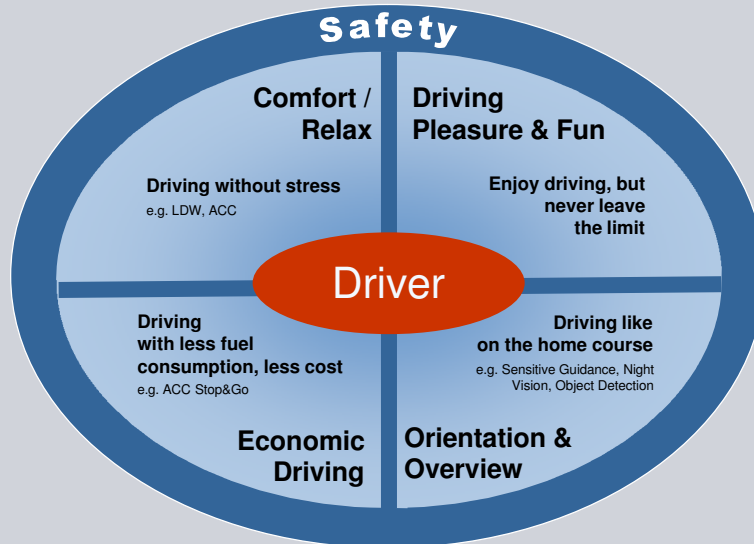 Safety
Comfort /
Relax
Driving without stress
e.g. LDW, ACC
Driving
Pleasure & Fun
Enjoy driving, but
never leave
the limit
Driver
Driving
with less fuel
consumption, less cost
e.g. ACC Stop&Go
Economic
Driving
Driving like
on the home course
e.g. Sensitive Guidance, Night
Vision, Object Detection
Orientation &
Overview